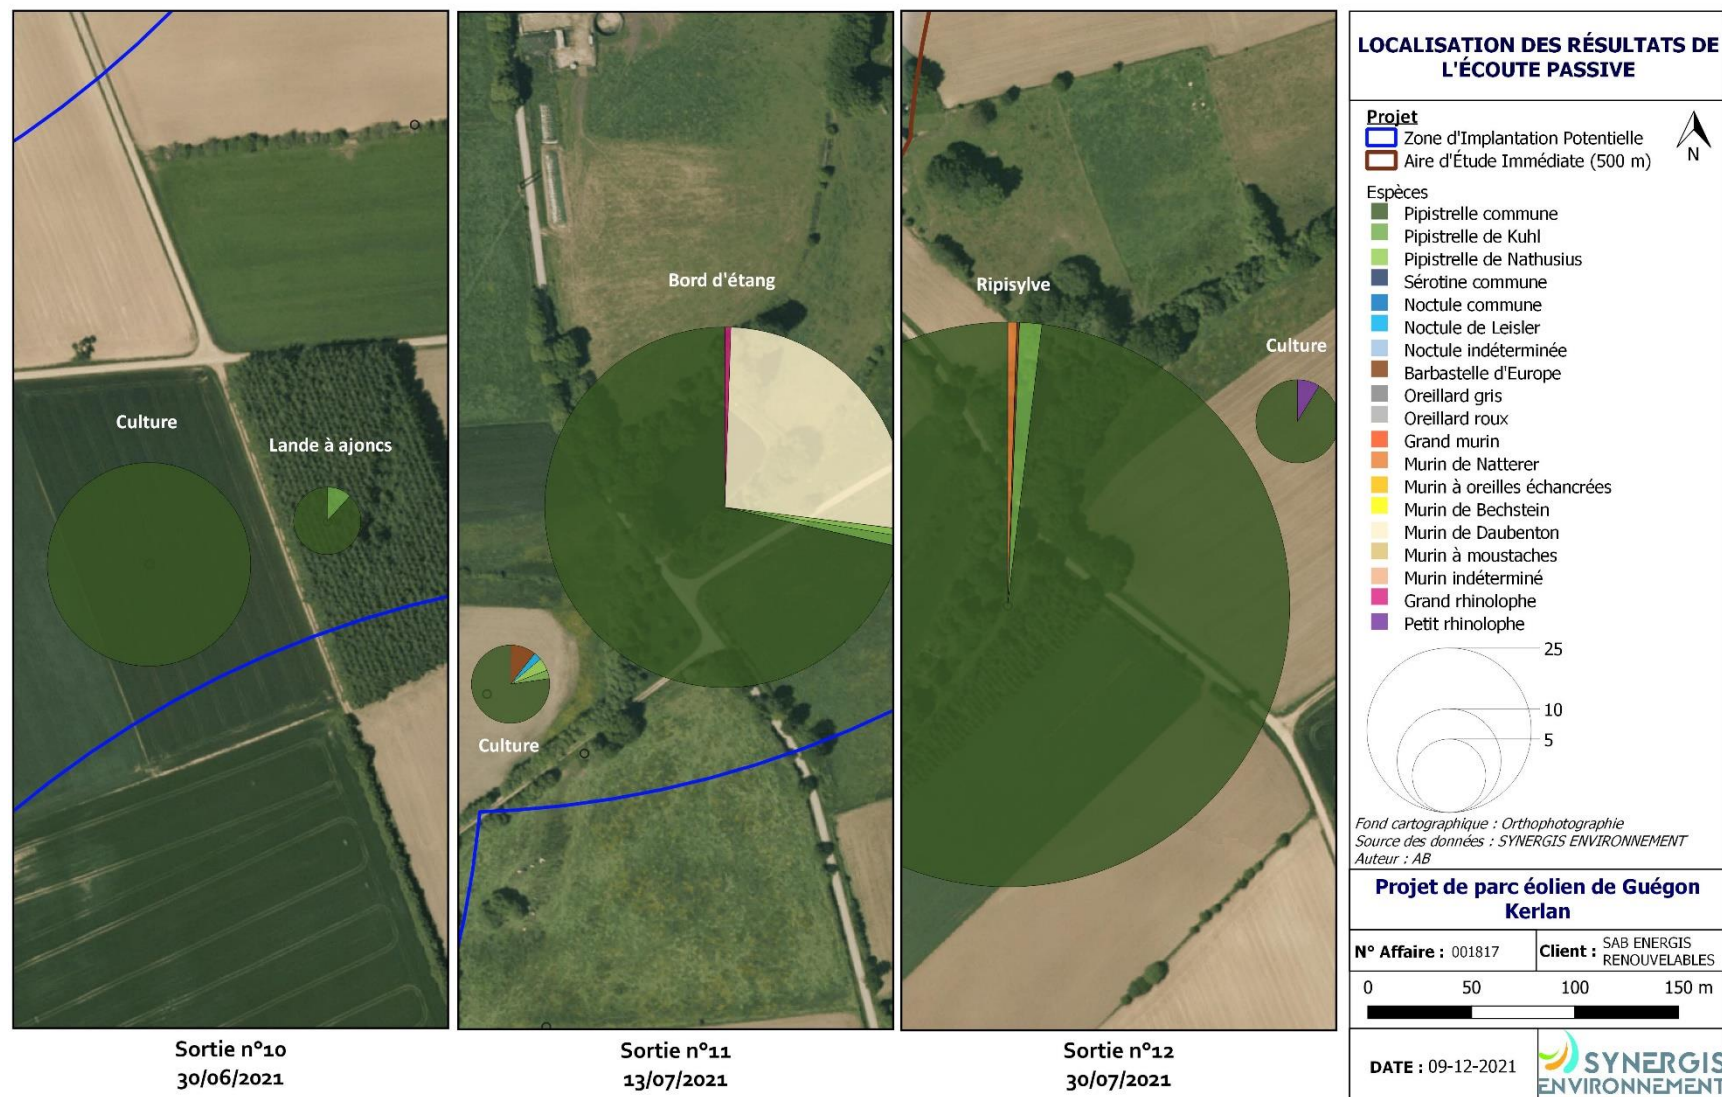 Culture
Lande à ajoncs
Sortie n°10
30/06/2021
Bord d'étang
Culture
Sortie n°11
13/07/2021
Ripisylve
Culture
Sortie n°12
30/07/2021
LOCALISATION DES RÉSULTATS DE
L'ÉCOUTE PASSIVE
Projet
Zone d'Implantation Potentielle
Aire d'Étude Immédiate (500 m)
N
Espèces
Pipistrelle commune
Pipistrelle de Kuhl
Pipistrelle de Nathusius
Sérotine commune
Noctule commune
Noctule de Leisler
Noctule indéterminée
Barbastelle d'Europe
Oreillard gris
Oreillard roux
Grand murin
Murin de Natterer
Murin à oreilles échancrées
Murin de Bechstein
Murin de Daubenton
Murin à moustaches
Murin indéterminé
Grand rhinolophe
Petit rhinolophe
25
10
5
Fond cartographique : Orthophotographie
Source des données : SYNERGIS ENVIRONNEMENT
Auteur : AB
Projet de parc éolien de Guégon
Kerlan
N° Affaire : 001817
Client : SAB ENERGIS
RENOUVELABLES
0 50 100 150 m
DATE : 09-12-2021
SYNERGIS
ENVIRONNEMENT